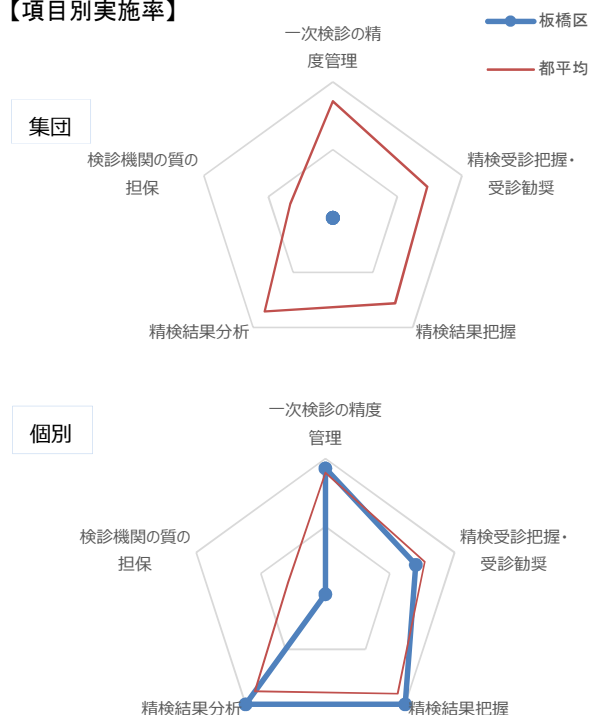 【項目別実施率】
板橋区
都平均
集団
一次検診の精
度管理
精検受診把握・
受診勧奨
精検結果把握
精検結果分析
検診機関の質の
担保
個別
一次検診の精度
管理
精検受診把握・
受診勧奨
精検結果把握
精検結果分析
検診機関の質の
担保